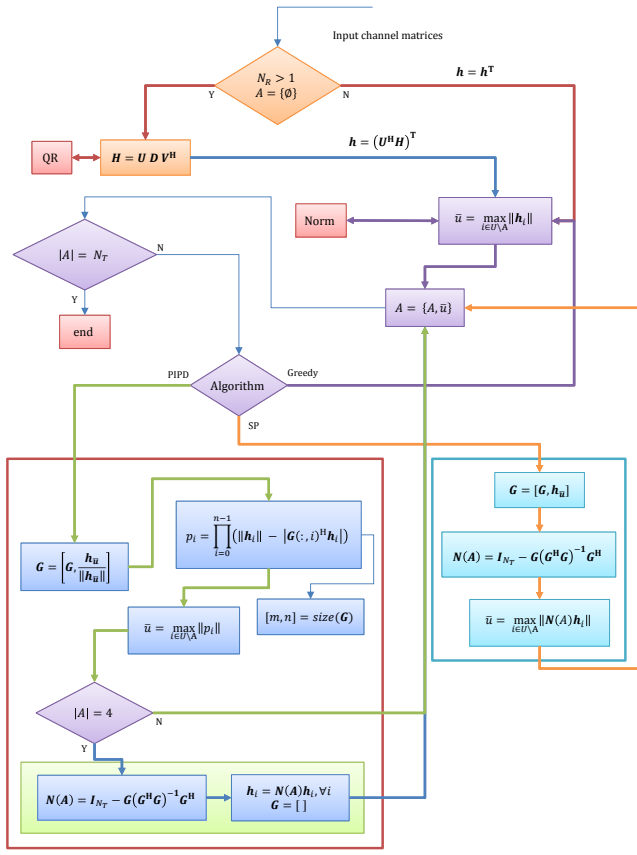 Input channel matrices
N_R > 1
A = {∅}
Y
N
𝒉 = 𝒉^T
QR
H = U D V^H
h = (U^H H)^T
Norm
ū = max_{i∈U\A} ‖h_i‖
|A| = N_T
N
Y
A = {A, ū}
end
PIPD
Algorithm
Greedy
SP
G = [G, h_ū]
p_i = ∏_{i=0}^{n−1} (‖h_i‖ − |G(:, i)^H h_i|)
G = [G, h_ū / ‖h_ū‖]
N(A) = I_{N_T} − G(G^H G)^{−1} G^H
[m, n] = size(G)
ū = max_{i∈U\A} ‖p_i‖
ū = max_{i∈U\A} ‖N(A)h_i‖
|A| = 4
N
Y
N(A) = I_{N_T} − G(G^H G)^{−1} G^H
h_i = N(A)h_i, ∀i
G = [ ]